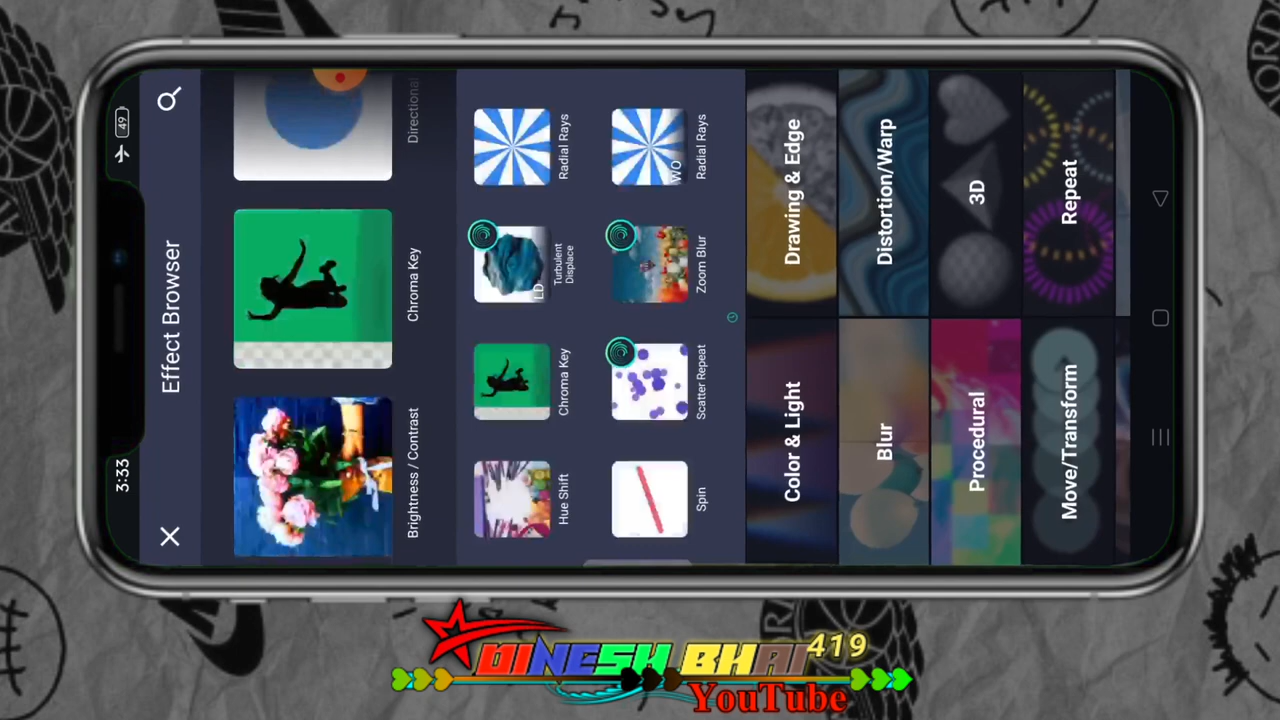 3:33
49
Effect Browser
Brightness / Contrast
Chroma Key
Directional
Hue Shift
Chroma Key
Turbulent
Displace
Radial Rays
Spin
Scatter Repeat
Zoom Blur
Radial Rays
Color & Light
Drawing & Edge
Blur
Distortion/Warp
Procedural
3D
Move/Transform
Repeat
DINESH BHAI 419
YouTube